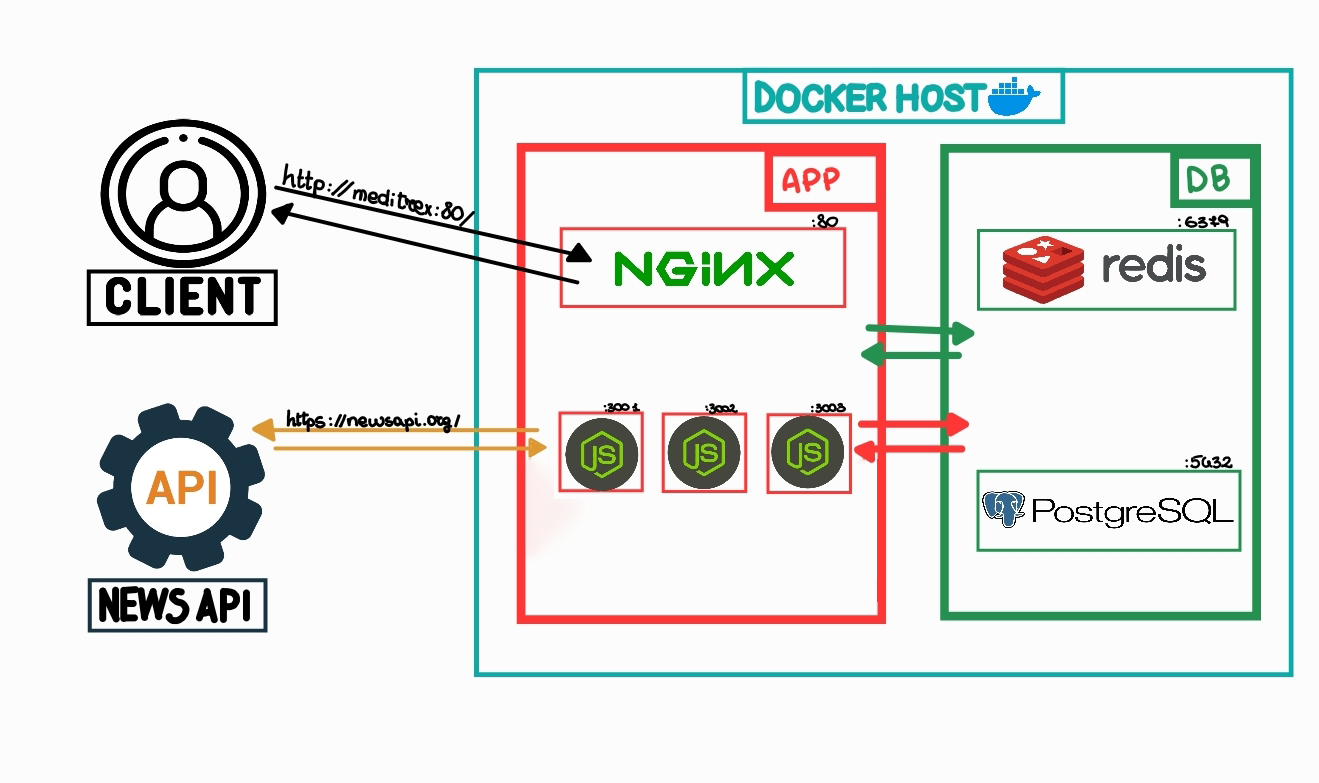 DOCKER HOST
APP
DB
http://meditrex:80/
:80
NGINX
:6379
redis
CLIENT
https://newsapi.org/
:3001
:3002
:3003
JS
JS
JS
API
:5432
PostgreSQL
NEWS API